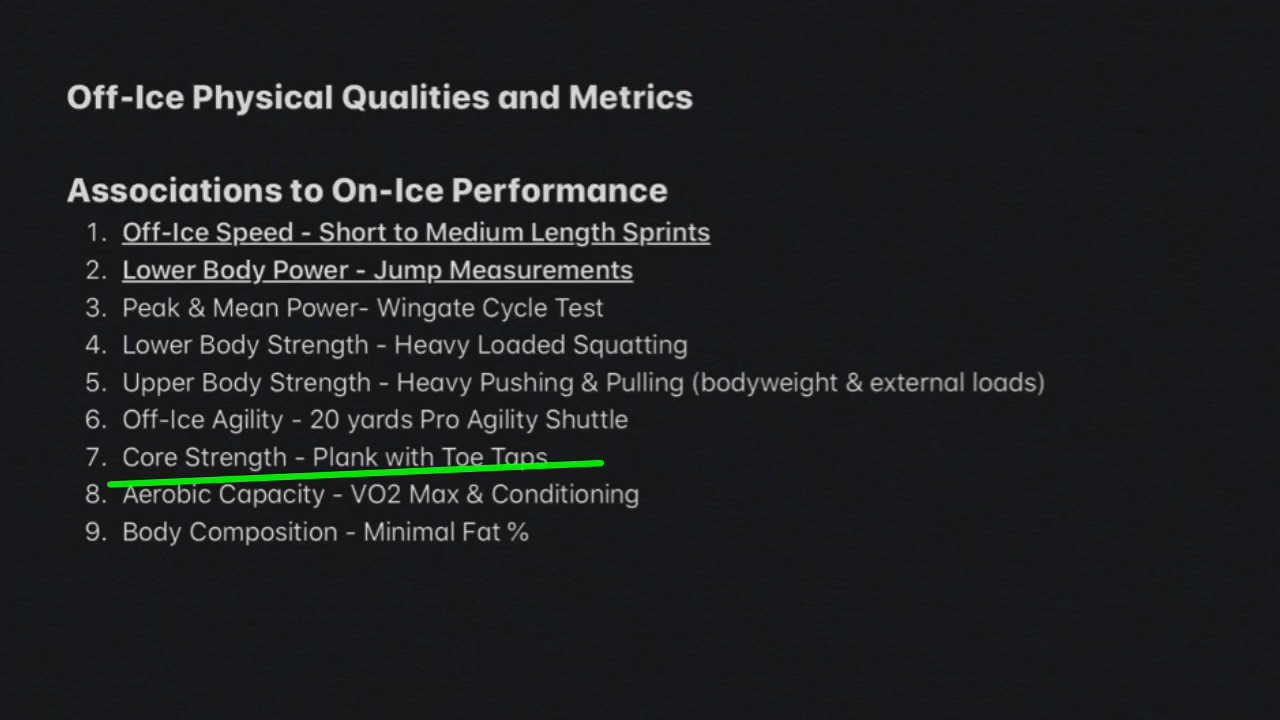 Off-Ice Physical Qualities and Metrics
Associations to On-Ice Performance
1. Off-Ice Speed - Short to Medium Length Sprints
2. Lower Body Power - Jump Measurements
3. Peak & Mean Power- Wingate Cycle Test
4. Lower Body Strength - Heavy Loaded Squatting
5. Upper Body Strength - Heavy Pushing & Pulling (bodyweight & external loads)
6. Off-Ice Agility - 20 yards Pro Agility Shuttle
7. Core Strength - Plank with Toe Taps
8. Aerobic Capacity - VO2 Max & Conditioning
9. Body Composition - Minimal Fat %